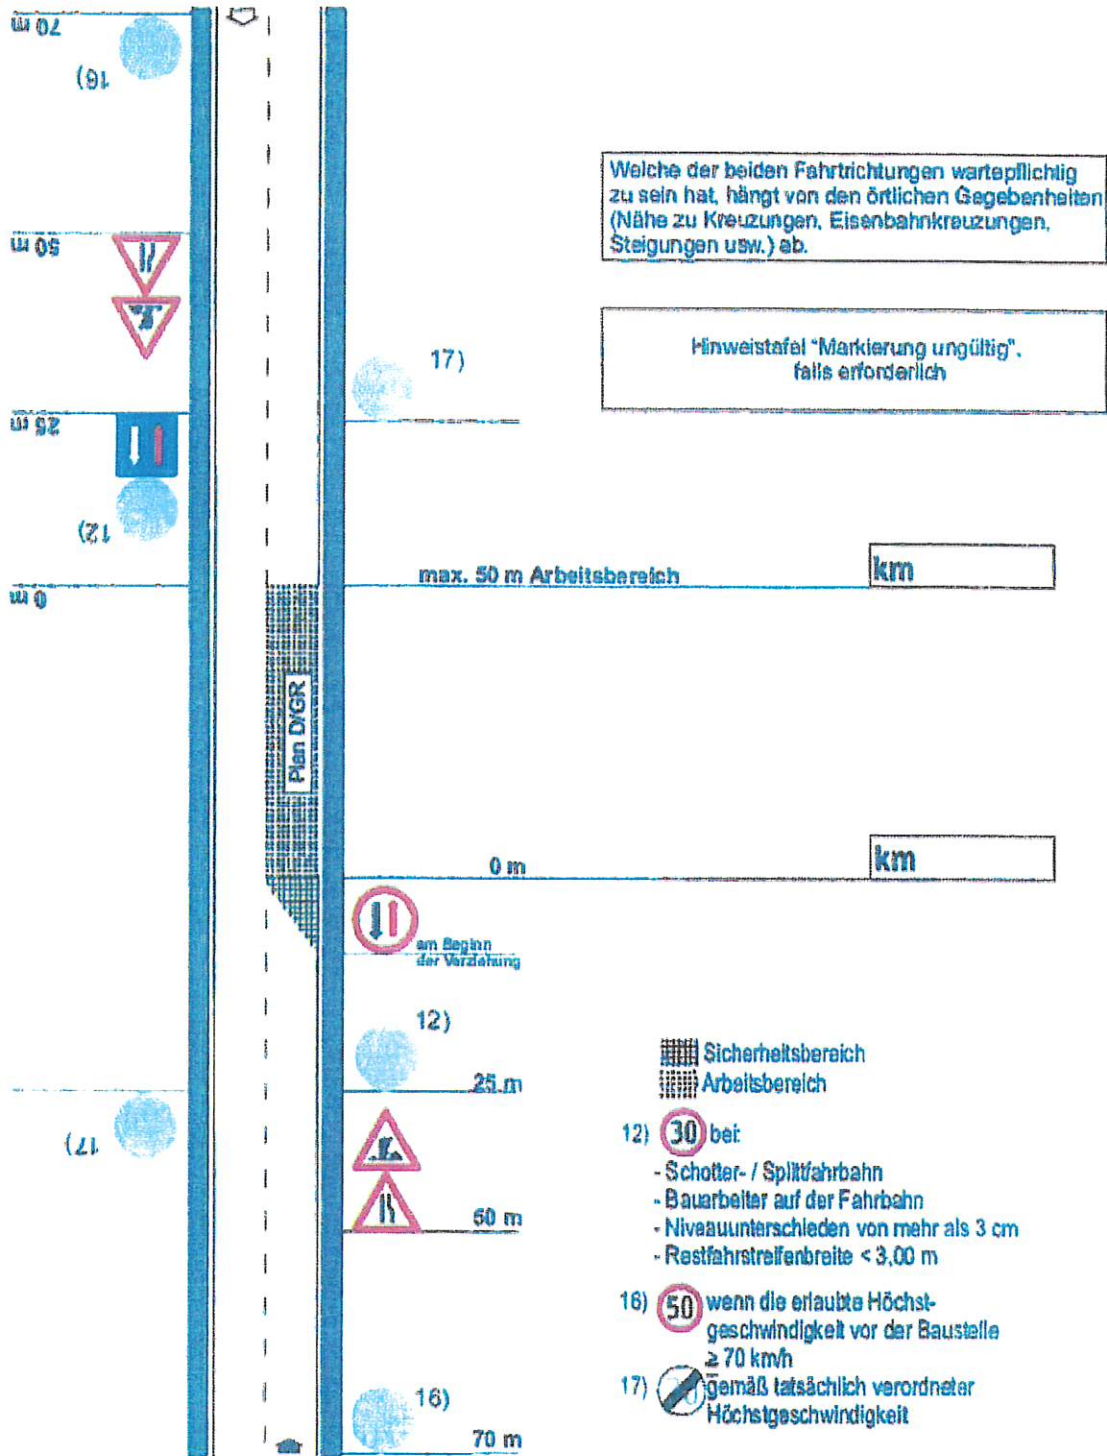 70 m
16)
Welche der beiden Fahrtrichtungen wartepflichtig
zu sein hat, hängt von den örtlichen Gegebenheiten
(Nähe zu Kreuzungen, Eisenbahnkreuzungen,
Steigungen usw.) ab.
50 m
Hinweistafel "Markierung ungültig",
falls erforderlich
17)
25 m
12)
max. 50 m Arbeitsbereich
km
0 m
Plan D/GR
0 m
km
am Beginn
der Verziehung
12)
25 m
17)
50 m
16)
70 m
Sicherheitsbereich
Arbeitsbereich
12) 30 bei:
- Schotter- / Splittfahrbahn
- Bauarbeiter auf der Fahrbahn
- Niveauunterschieden von mehr als 3 cm
- Restfahrstreifenbreite < 3,00 m
16) 50 wenn die erlaubte Höchst-
geschwindigkeit vor der Baustelle
≥ 70 km/h
17) gemäß tatsächlich verordneter
Höchstgeschwindigkeit